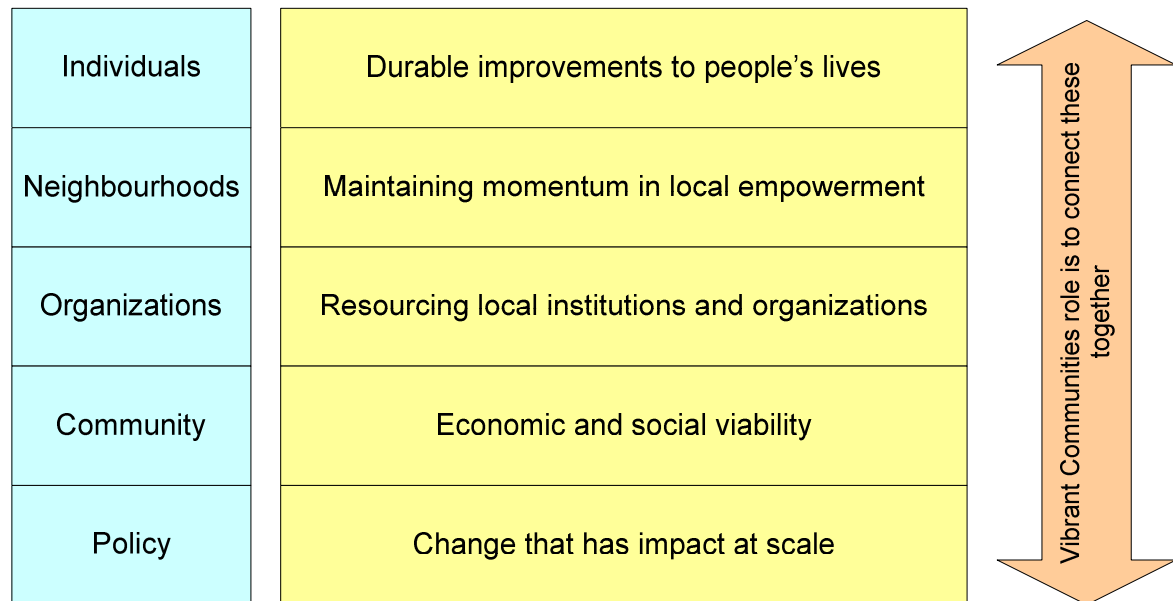 Individuals
Durable improvements to people’s lives
Neighbourhoods
Maintaining momentum in local empowerment
Organizations
Resourcing local institutions and organizations
Community
Economic and social viability
Policy
Change that has impact at scale
Vibrant Communities role is to connect these
together